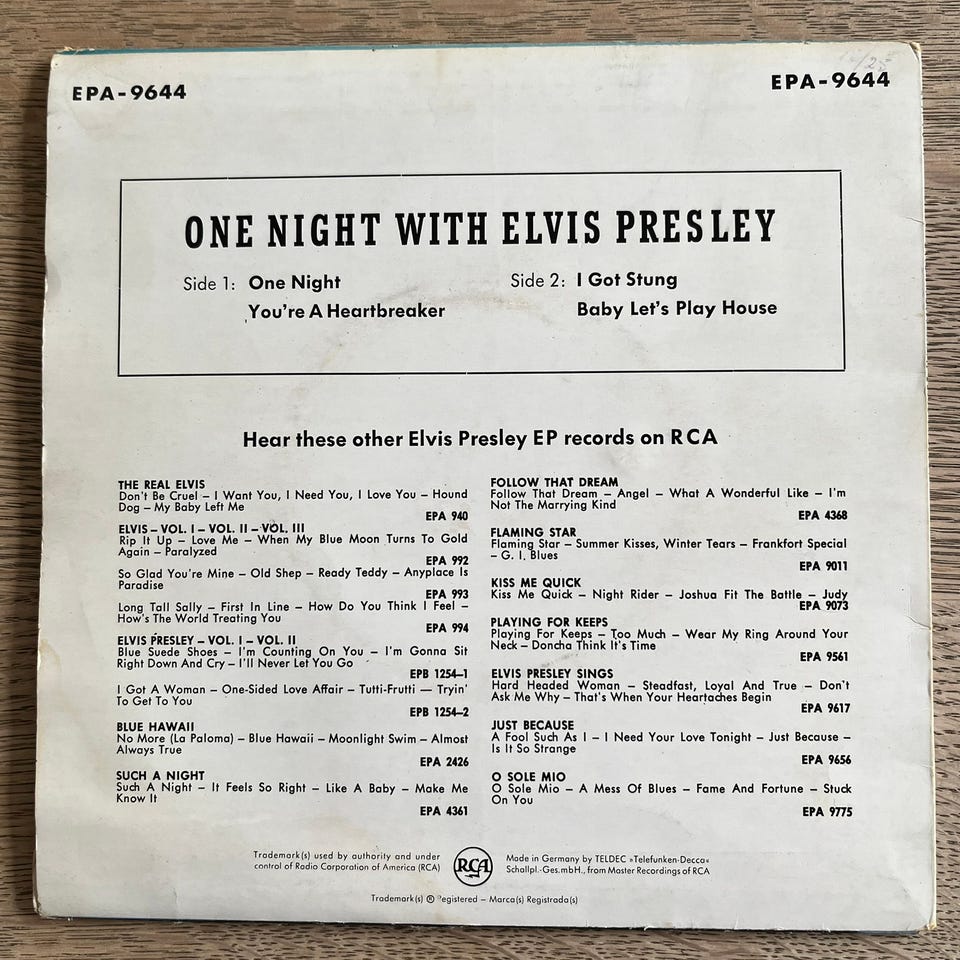 EPA-9644
EPA-9644
ONE NIGHT WITH ELVIS PRESLEY
Side 1: One Night
You're A Heartbreaker
Side 2: I Got Stung
Baby Let's Play House
Hear these other Elvis Presley EP records on RCA
THE REAL ELVIS
Don't Be Cruel – I Want You, I Need You, I Love You – Hound
Dog – My Baby Left Me
EPA 940
ELVIS – VOL. I – VOL. II – VOL. III
Rip It Up – Love Me – When My Blue Moon Turns To Gold
Again – Paralyzed
EPA 992
So Glad You're Mine – Old Shep – Ready Teddy – Anyplace Is
Paradise
EPA 993
Long Tall Sally – First In Line – How Do You Think I Feel –
How's The World Treating You
EPA 994
ELVIS PRESLEY – VOL. I – VOL. II
Blue Suede Shoes – I'm Counting On You – I'm Gonna Sit
Right Down And Cry – I'll Never Let You Go
EPB 1254–1
I Got A Woman – One-Sided Love Affair – Tutti-Frutti — Tryin'
To Get To You
EPB 1254–2
BLUE HAWAII
No More (La Paloma) – Blue Hawaii – Moonlight Swim – Almost
Always True
EPA 2426
SUCH A NIGHT
Such A Night – It Feels So Right – Like A Baby – Make Me
Know It
EPA 4361
FOLLOW THAT DREAM
Follow That Dream – Angel – What A Wonderful Like – I'm
Not The Marrying Kind
EPA 4368
FLAMING STAR
Flaming Star – Summer Kisses, Winter Tears – Frankfort Special
– G. I. Blues
EPA 9011
KISS ME QUICK
Kiss Me Quick – Night Rider – Joshua Fit The Battle – Judy
EPA 9073
PLAYING FOR KEEPS
Playing For Keeps – Too Much – Wear My Ring Around Your
Neck – Doncha Think It's Time
EPA 9561
ELVIS PRESLEY SINGS
Hard Headed Woman – Steadfast, Loyal And True – Don't
Ask Me Why – That's When Your Heartaches Begin
EPA 9617
JUST BECAUSE
A Fool Such As I – I Need Your Love Tonight – Just Because –
Is It So Strange
EPA 9656
O SOLE MIO
O Sole Mio – A Mess Of Blues – Fame And Fortune – Stuck
On You
EPA 9775
Trademark(s) used by authority and under
control of Radio Corporation of America (RCA)
RCA
Made in Germany by TELDEC »Telefunken-Decca«
Schallpl.-Ges.mbH., from Master Recordings of RCA
Trademark(s) ® Registered – Marca(s) Registrada(s)